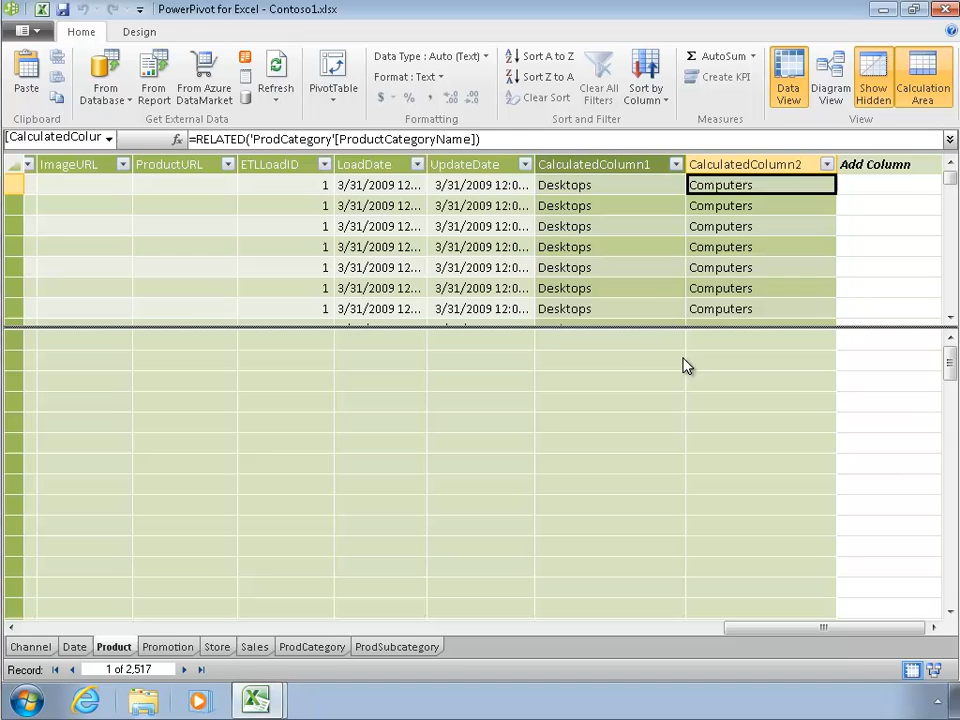 PowerPivot for Excel - Contoso1.xlsx
Home Design
Paste
From Database
From Report
From Azure DataMarket
Refresh
PivotTable
Data Type : Auto (Text)
Format : Text
$ % ,
Sort A to Z
Sort Z to A
Clear Sort
Clear All Filters
Sort by Column
AutoSum
Create KPI
Data View
Diagram View
Show Hidden
Calculation Area
Clipboard Get External Data Formatting Sort and Filter Measures View
[CalculatedColur fx =RELATED('ProdCategory'[ProductCategoryName])
ImageURL ProductURL ETLLoadID LoadDate UpdateDate CalculatedColumn1 CalculatedColumn2 Add Column
1 3/31/2009 12... 3/31/2009 12:0... Desktops Computers
1 3/31/2009 12... 3/31/2009 12:0... Desktops Computers
1 3/31/2009 12... 3/31/2009 12:0... Desktops Computers
1 3/31/2009 12... 3/31/2009 12:0... Desktops Computers
1 3/31/2009 12... 3/31/2009 12:0... Desktops Computers
1 3/31/2009 12... 3/31/2009 12:0... Desktops Computers
1 3/31/2009 12... 3/31/2009 12:0... Desktops Computers
Channel Date Product Promotion Store Sales ProdCategory ProdSubcategory
Record: 1 of 2,517